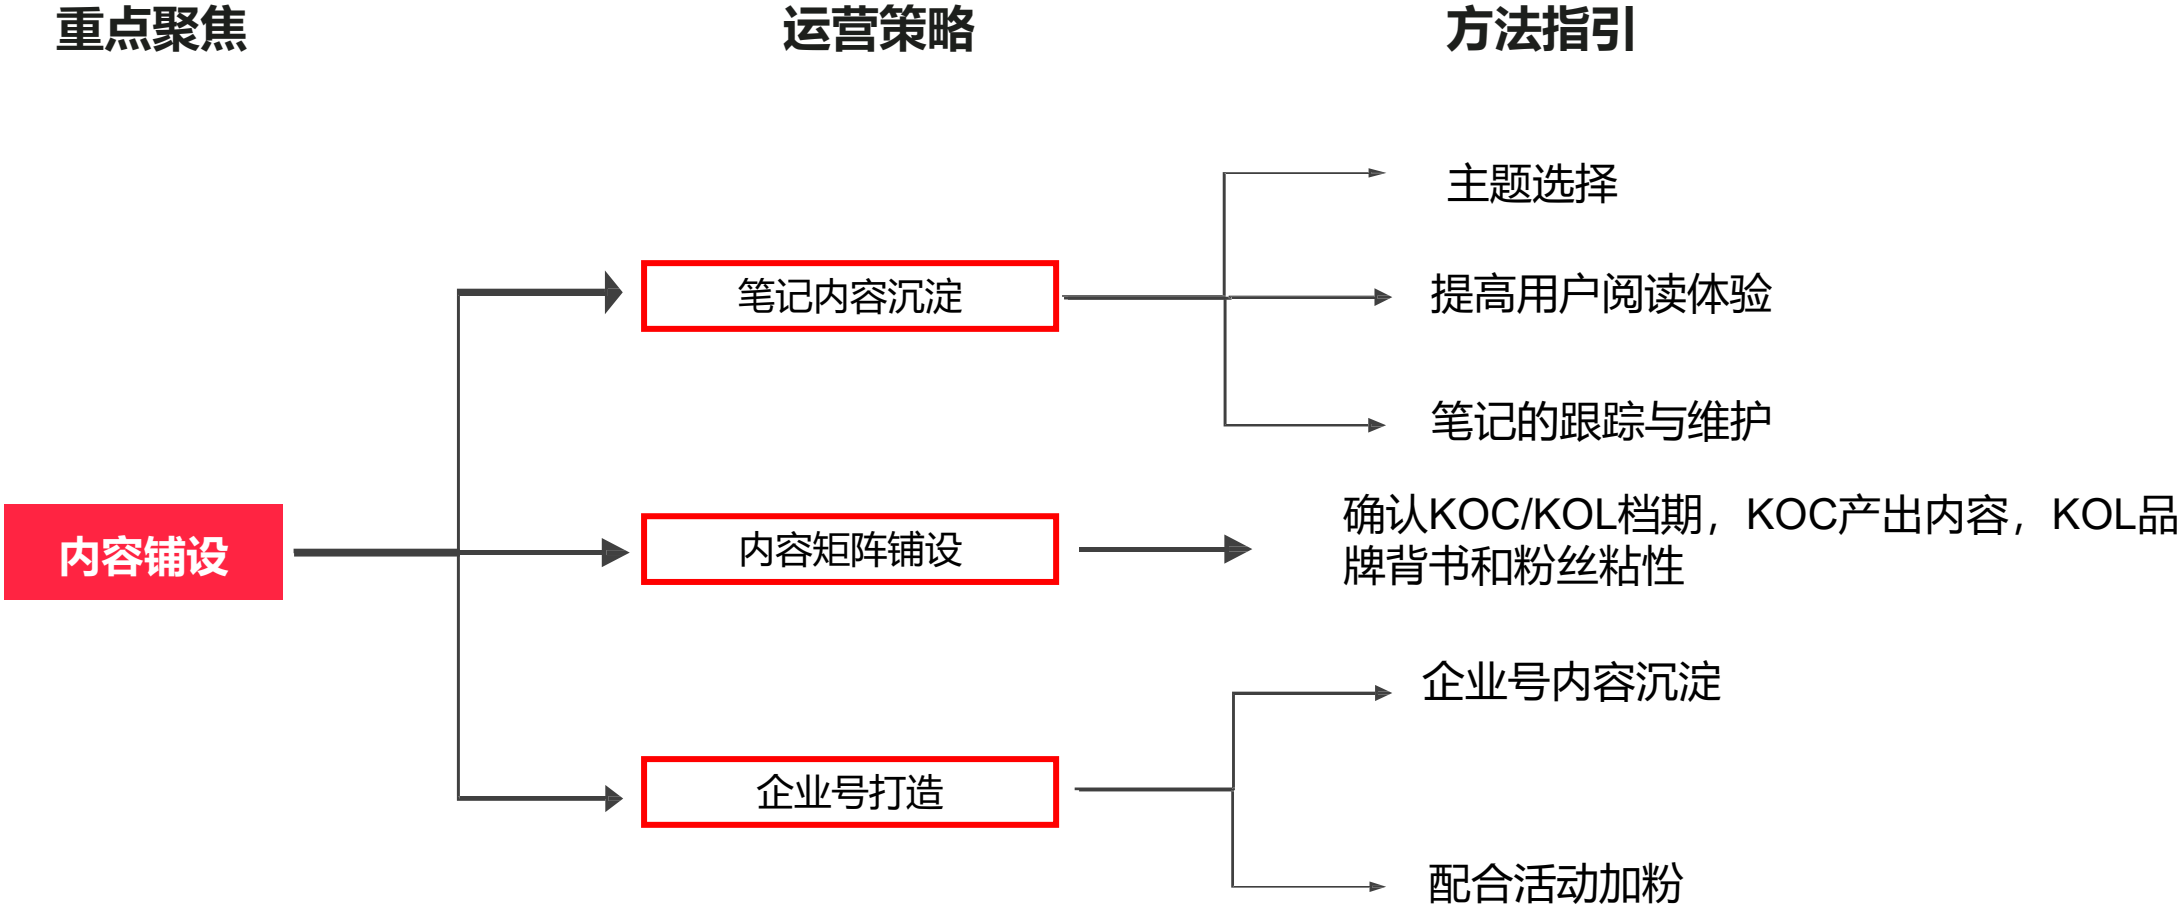 重点聚焦
运营策略
方法指引
主题选择
笔记内容沉淀
提高用户阅读体验
笔记的跟踪与维护
内容铺设
内容矩阵铺设
确认KOC/KOL档期，KOC产出内容，KOL品
牌背书和粉丝粘性
企业号内容沉淀
企业号打造
配合活动加粉